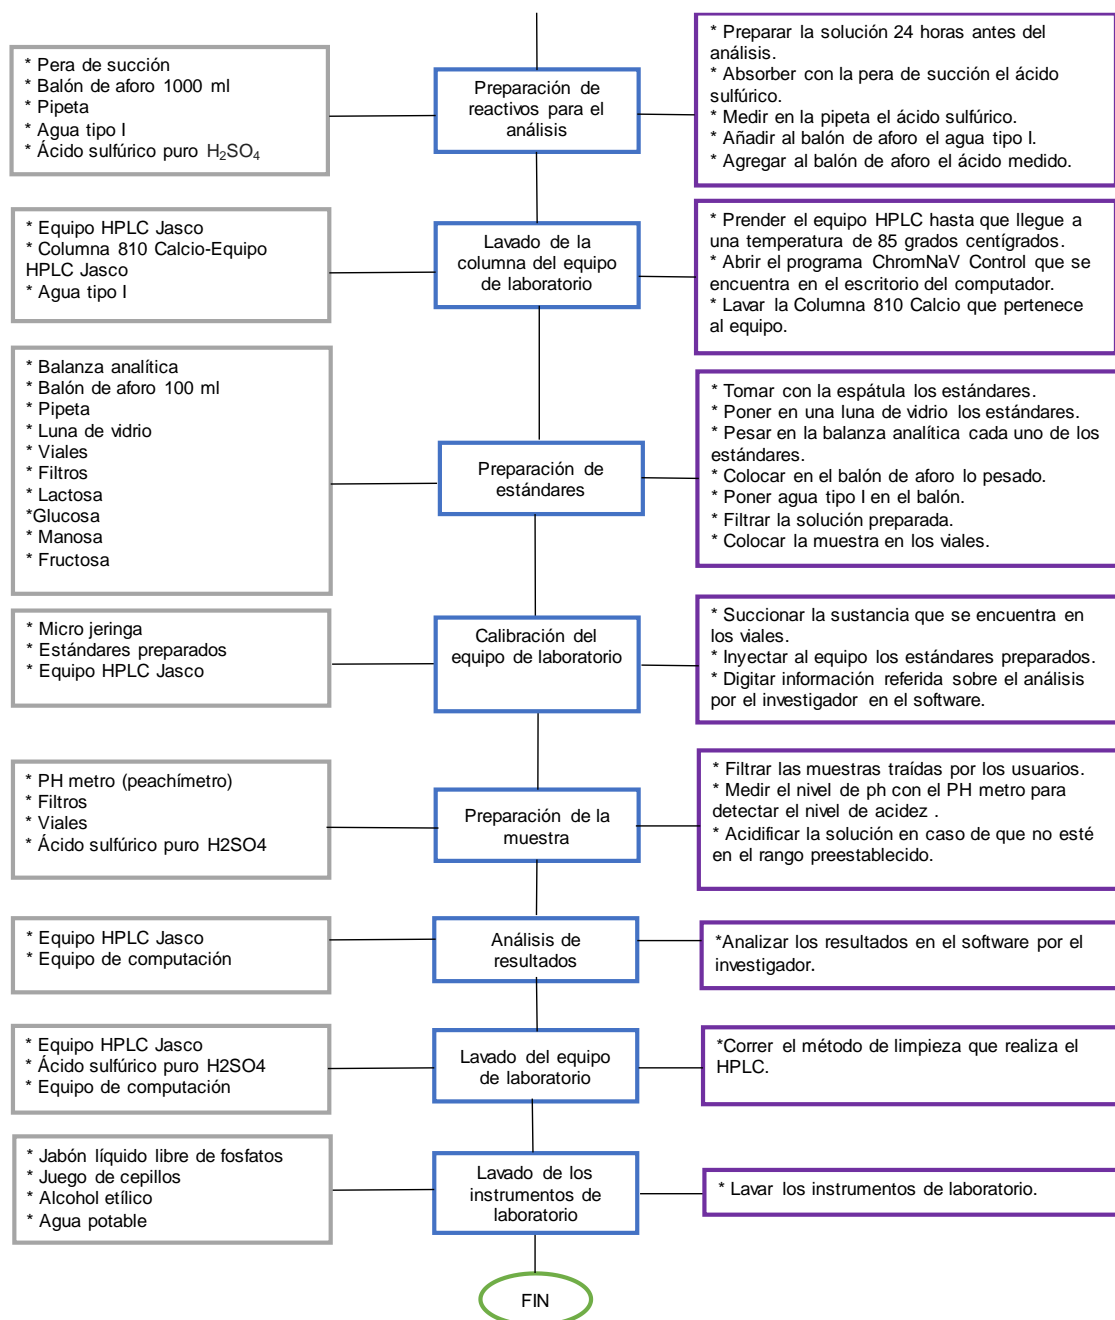 * Pera de succión
* Balón de aforo 1000 ml
* Pipeta
* Agua tipo I
* Ácido sulfúrico puro H₂SO₄
Preparación de
reactivos para el
análisis
* Preparar la solución 24 horas antes del
análisis.
* Absorber con la pera de succión el ácido
sulfúrico.
* Medir en la pipeta el ácido sulfúrico.
* Añadir al balón de aforo el agua tipo I.
* Agregar al balón de aforo el ácido medido.
* Equipo HPLC Jasco
* Columna 810 Calcio-Equipo
HPLC Jasco
* Agua tipo I
Lavado de la
columna del equipo
de laboratorio
* Prender el equipo HPLC hasta que llegue a
una temperatura de 85 grados centígrados.
* Abrir el programa ChromNaV Control que se
encuentra en el escritorio del computador.
* Lavar la Columna 810 Calcio que pertenece
al equipo.
* Balanza analítica
* Balón de aforo 100 ml
* Pipeta
* Luna de vidrio
* Viales
* Filtros
* Lactosa
*Glucosa
* Manosa
* Fructosa
Preparación de
estándares
* Tomar con la espátula los estándares.
* Poner en una luna de vidrio los estándares.
* Pesar en la balanza analítica cada uno de los
estándares.
* Colocar en el balón de aforo lo pesado.
* Poner agua tipo I en el balón.
* Filtrar la solución preparada.
* Colocar la muestra en los viales.
* Micro jeringa
* Estándares preparados
* Equipo HPLC Jasco
Calibración del
equipo de laboratorio
* Succionar la sustancia que se encuentra en
los viales.
* Inyectar al equipo los estándares preparados.
* Digitar información referida sobre el análisis
por el investigador en el software.
* PH metro (peachímetro)
* Filtros
* Viales
* Ácido sulfúrico puro H2SO4
Preparación de la
muestra
* Filtrar las muestras traídas por los usuarios.
* Medir el nivel de ph con el PH metro para
detectar el nivel de acidez .
* Acidificar la solución en caso de que no esté
en el rango preestablecido.
* Equipo HPLC Jasco
* Equipo de computación
Análisis de
resultados
*Analizar los resultados en el software por el
investigador.
* Equipo HPLC Jasco
* Ácido sulfúrico puro H2SO4
* Equipo de computación
Lavado del equipo
de laboratorio
*Correr el método de limpieza que realiza el
HPLC.
* Jabón líquido libre de fosfatos
* Juego de cepillos
* Alcohol etílico
* Agua potable
Lavado de los
instrumentos de
laboratorio
* Lavar los instrumentos de laboratorio.
FIN